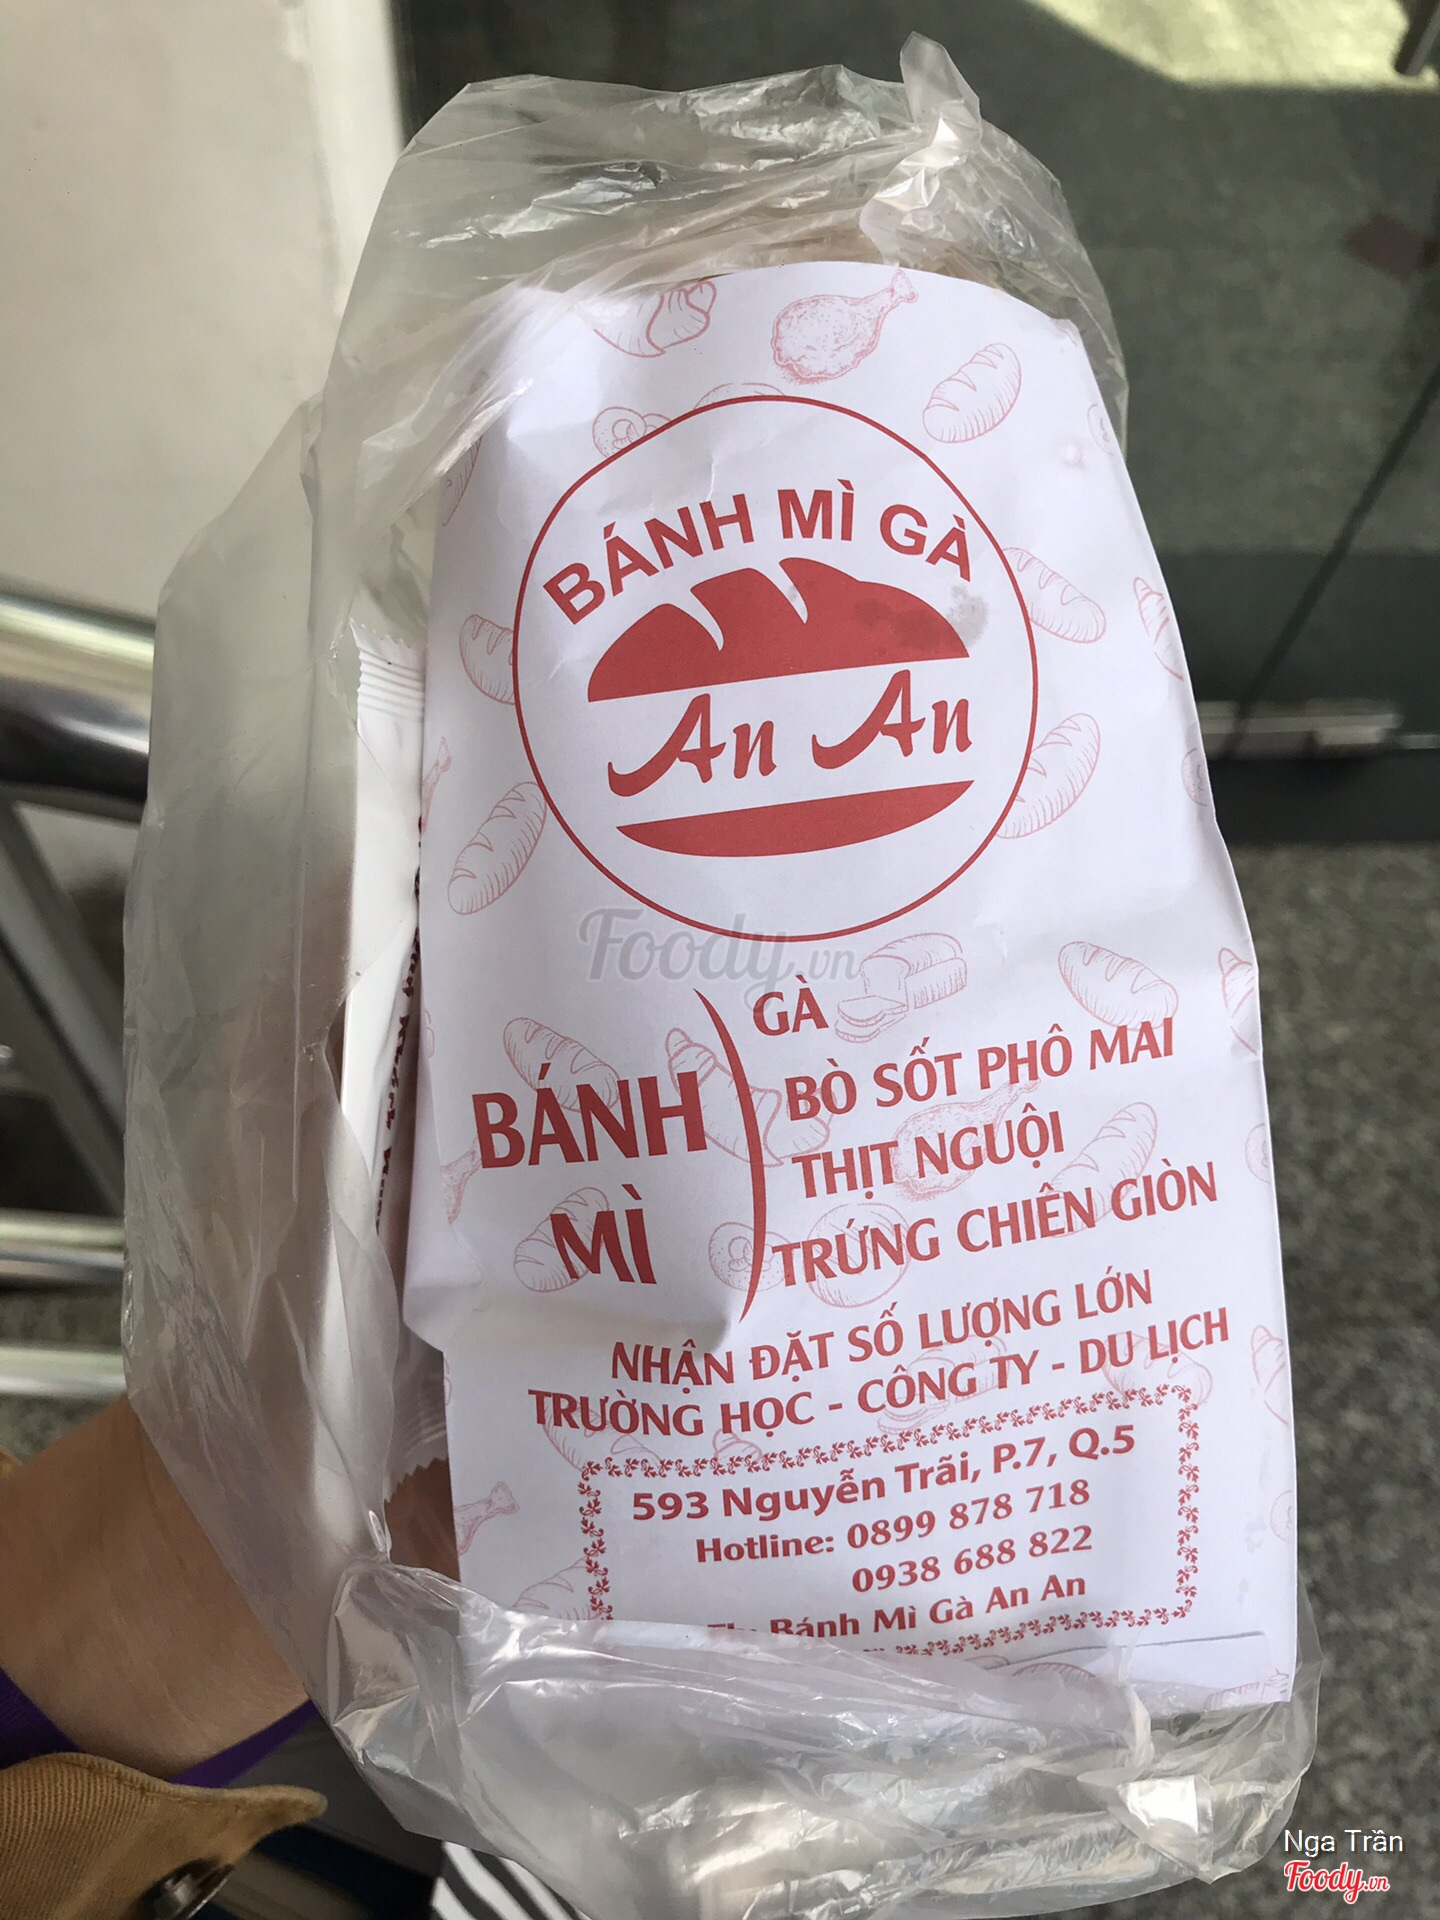 BÁNH MÌ GÀ
An An
Foody.vn
BÁNH
MÌ
GÀ
BÒ SỐT PHÔ MAI
THỊT NGUỘI
TRỨNG CHIÊN GIÒN
NHẬN ĐẶT SỐ LƯỢNG LỚN
TRƯỜNG HỌC - CÔNG TY - DU LỊCH
593 Nguyễn Trãi, P.7, Q.5
Hotline: 0899 878 718
0938 688 822
Bánh Mì Gà An An
Nga Trần
Foody.vn